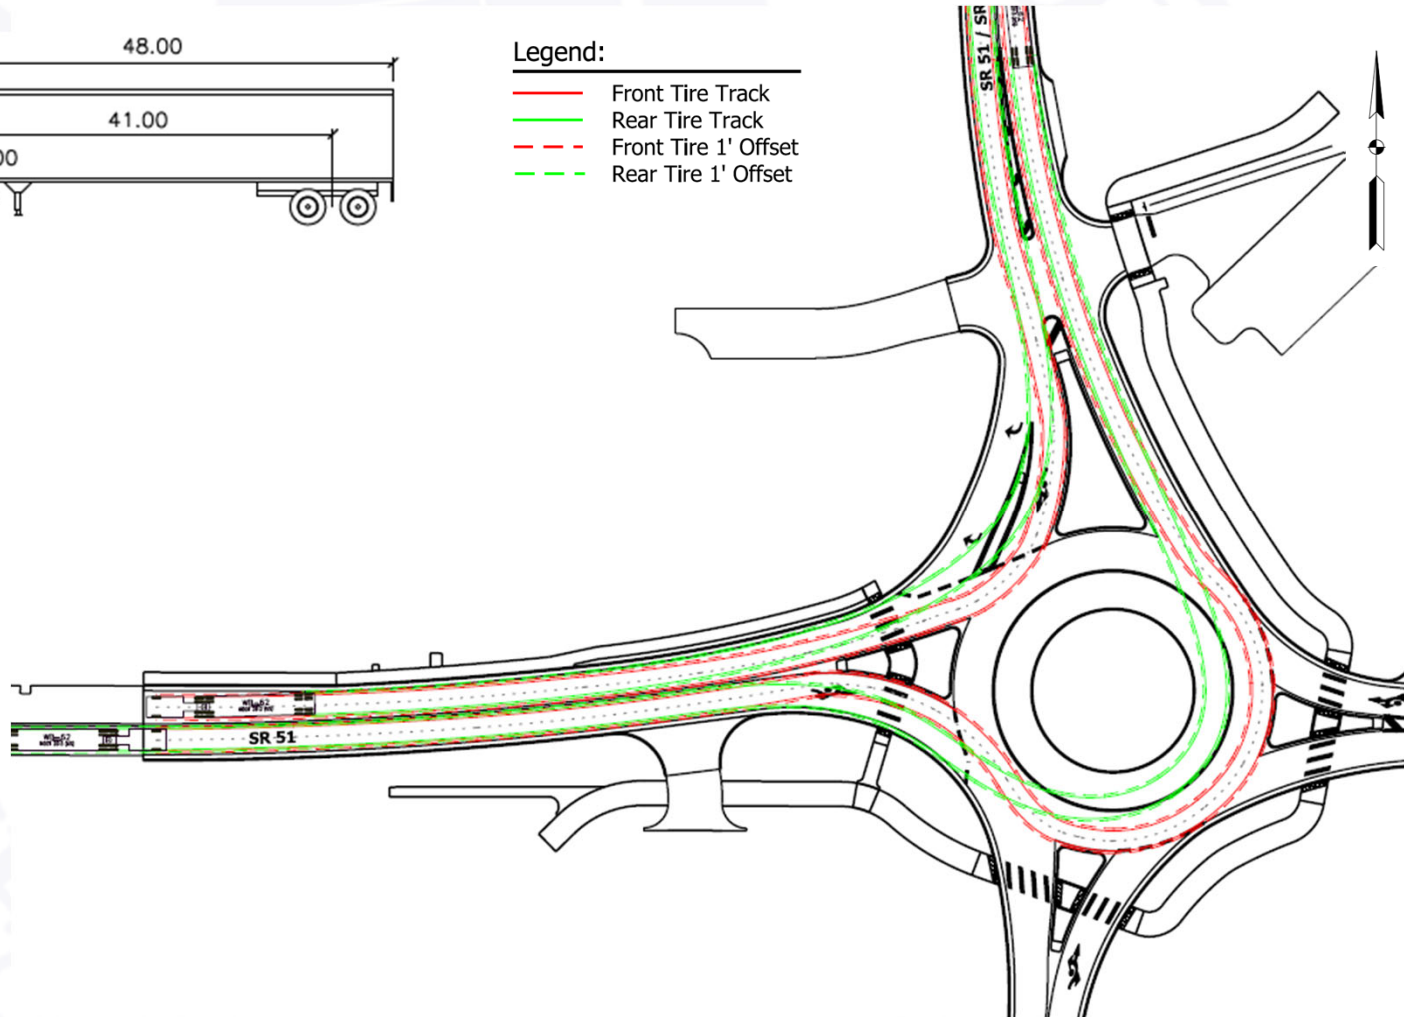 48.00
Legend:
Front Tire Track
41.00
Rear Tire Track
Front Tire 1' Offset
00
Rear Tire 1' Offset
SR 51 / SR
SR 51